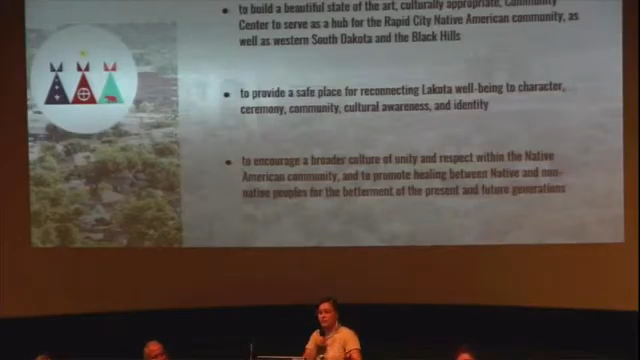 to build a beautiful state of the art, culturally appropriate, Community
Center to serve as a hub for the Rapid City Native American community, as
well as western South Dakota and the Black Hills
to provide a safe place for reconnecting Lakota well-being to character,
ceremony, community, cultural awareness, and identity
to encourage a broader culture of unity and respect within the Native
American community, and to promote healing between Native and non-
native peoples for the betterment of the present and future generations